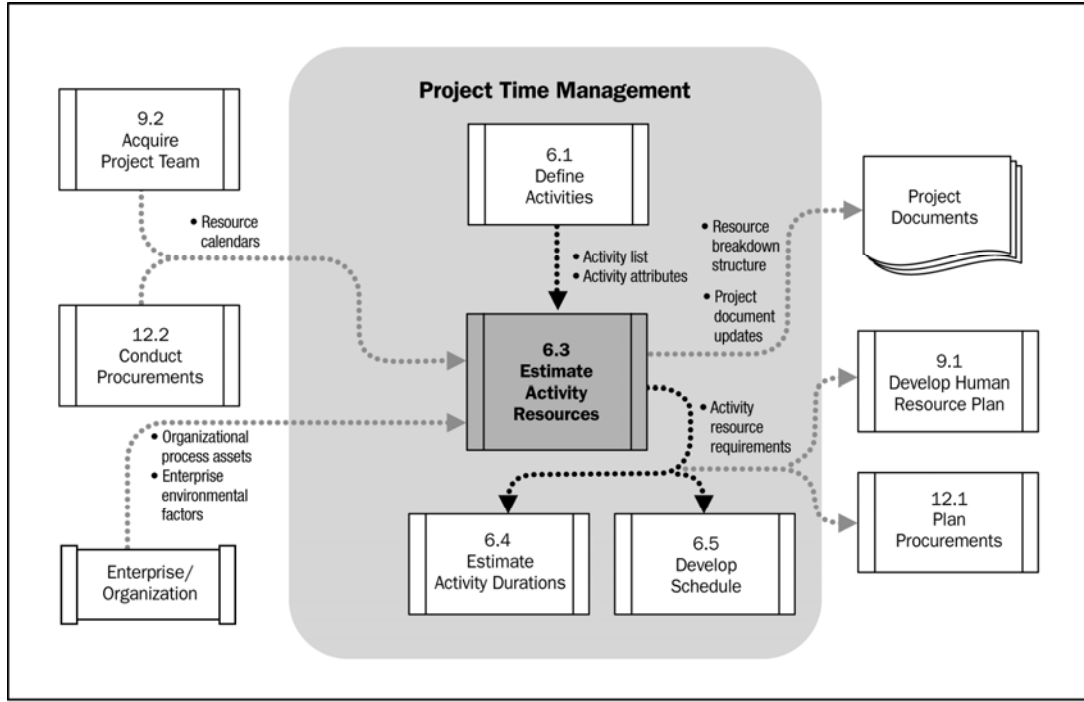 Project Time Management
9.2
Acquire
Project Team
6.1
Define
Activities
Project
Documents
• Resource
calendars
• Activity list
• Activity attributes
• Resource
breakdown
structure
• Project
document
updates
12.2
Conduct
Procurements
6.3
Estimate
Activity
Resources
9.1
Develop Human
Resource Plan
• Activity
resource
requirements
• Organizational
process assets
• Enterprise
environmental
factors
12.1
Plan
Procurements
Enterprise/
Organization
6.4
Estimate
Activity Durations
6.5
Develop
Schedule